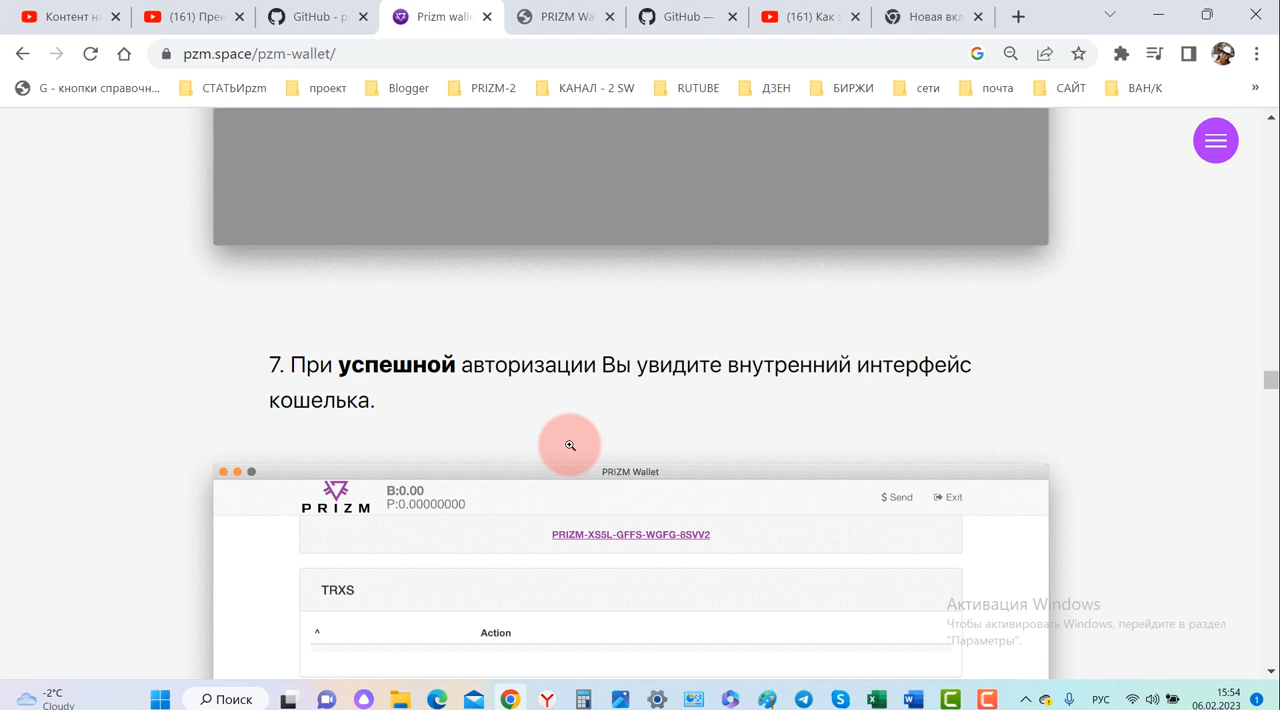 Контент н
(161) Преи
GitHub - p
Prizm walle
PRIZM Wa
GitHub —
(161) Како
Новая вкл
pzm.space/pzm-wallet/
G - кнопки справочн...
СТАТЬИpzm
проект
Blogger
PRIZM-2
КАНАЛ - 2 SW
RUTUBE
ДЗЕН
БИРЖИ
сети
почта
САЙТ
ВАН/К
»
7. При успешной авторизации Вы увидите внутренний интерфейс
кошелька.
PRIZM Wallet
PRIZM
B:0.00
P:0.00000000
$ Send
Exit
PRIZM-XS5L-GFFS-WGFG-8SVV2
TRXS
^
Action
Активация Windows
Чтобы активировать Windows, перейдите в раздел
"Параметры".
-2°C
Cloudy
Поиск
РУС
15:54
06.02.2023
1